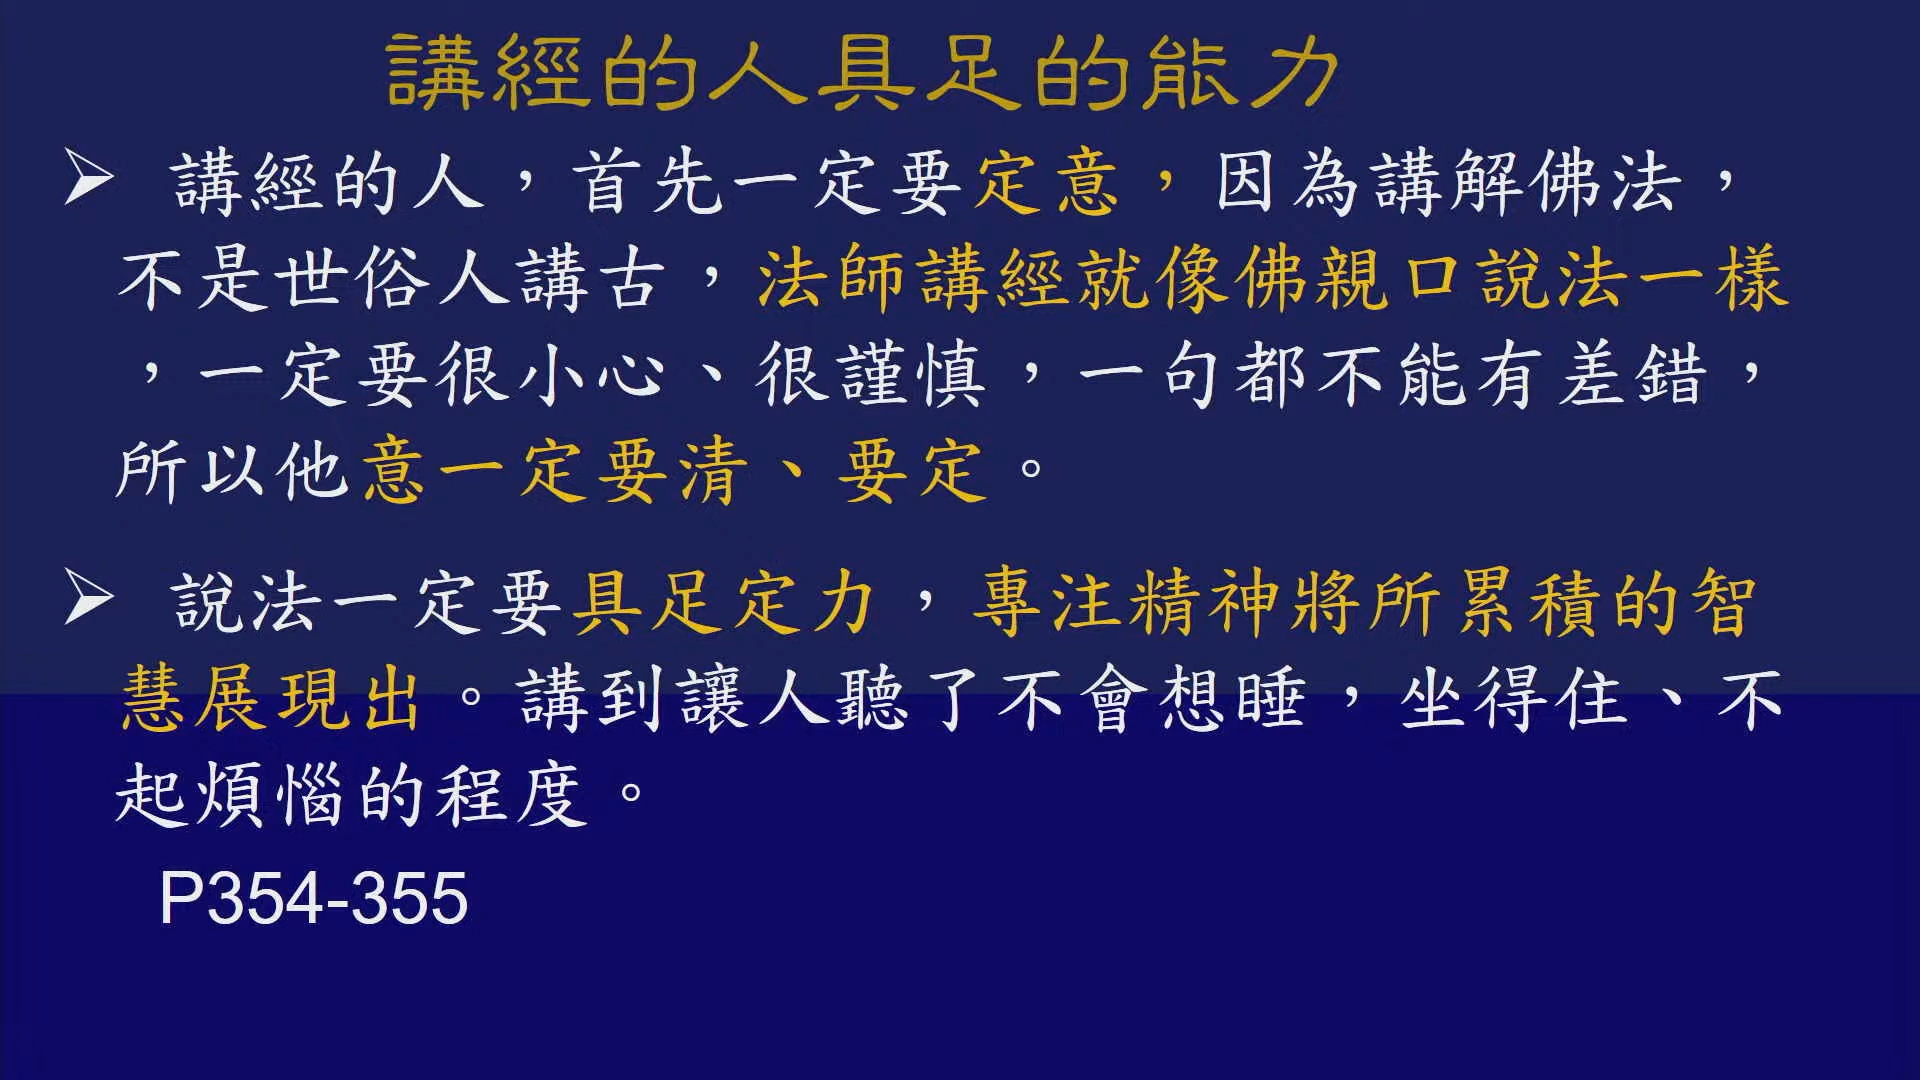 講經的人具足的能力
➢ 講經的人，首先一定要定意，因為講解佛法，
不是世俗人講古，法師講經就像佛親口說法一樣
，一定要很小心、很謹慎，一句都不能有差錯，
所以他意一定要清、要定。
➢ 說法一定要具足定力，專注精神將所累積的智
慧展現出。講到讓人聽了不會想睡，坐得住、不
起煩惱的程度。
P354-355